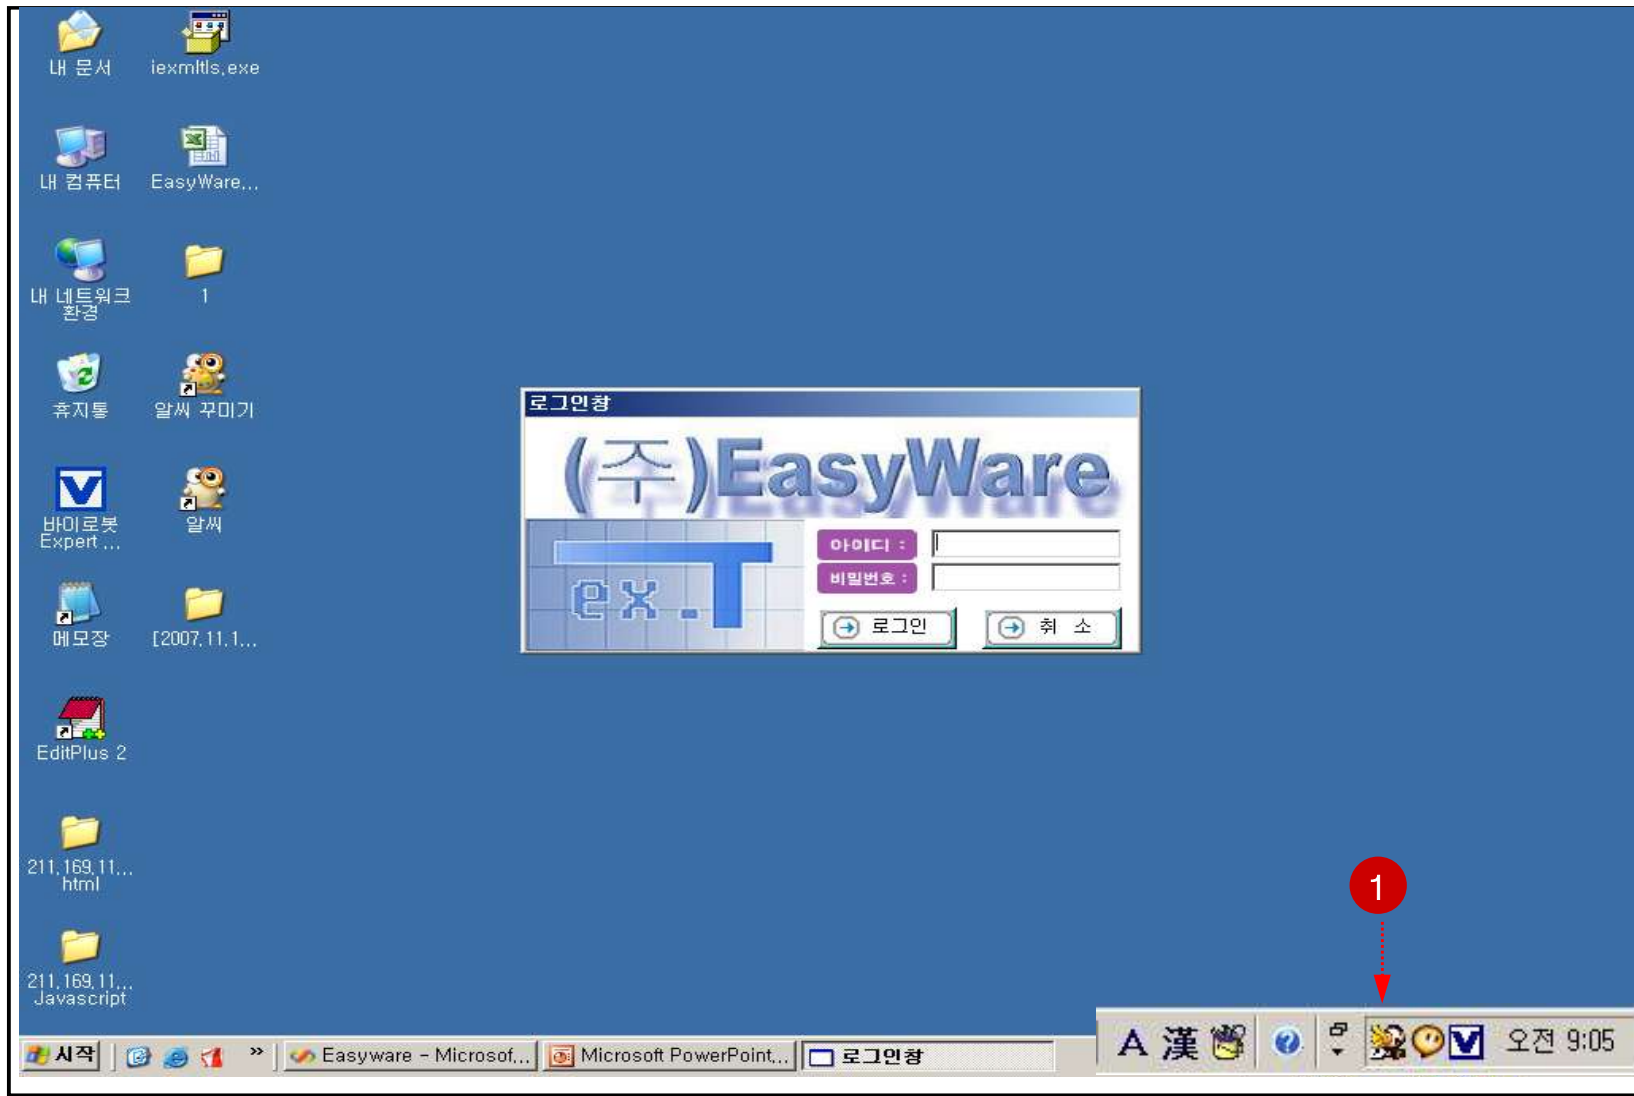 내 문서
iexmltls.exe
내 컴퓨터
EasyWare...
내 네트워크
환경
1
휴지통
알씨 꾸미기
바이로봇
Expert ...
알씨
메모장
[2007.11.1...
EditPlus 2
211.169.11...
html
211.169.11...
Javascript
로그인창
(주)EasyWare
ex.T
아이디 :
비밀번호 :
로그인
취 소
1
시작
»
Easyware - Microsof...
Microsoft PowerPoint...
로그인창
A 漢
오전 9:05